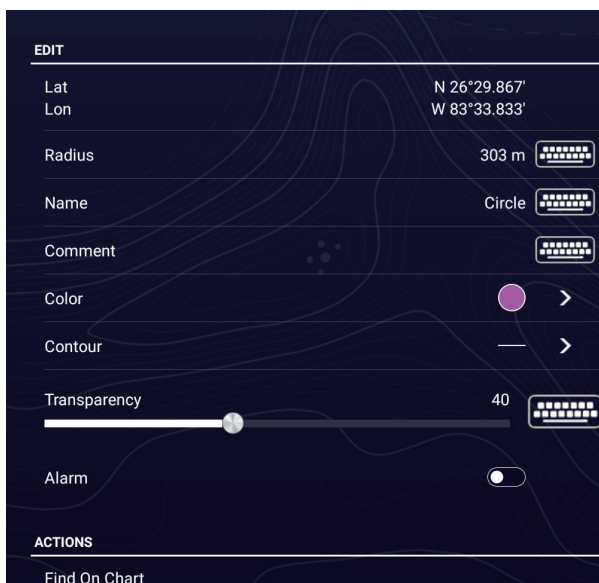 EDIT
Lat N 26°29.867'
Lon W 83°33.833'
Radius 303 m
Name Circle
Comment
Color
Contour
Transparency 40
Alarm
ACTIONS
Find On Chart